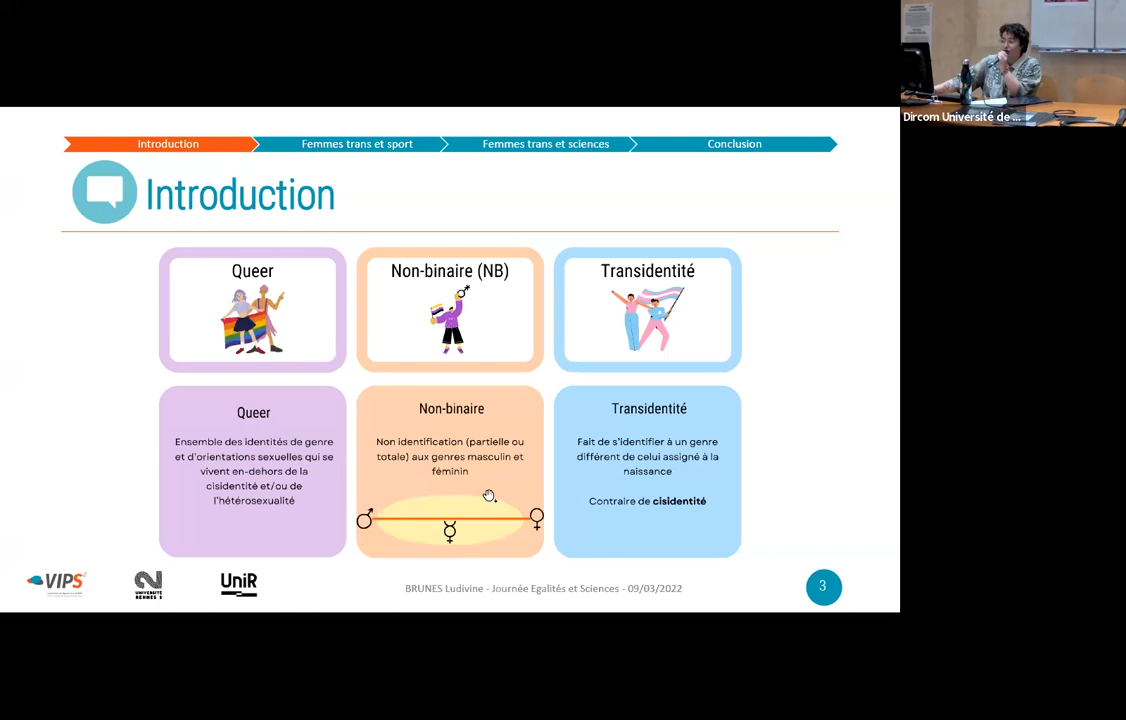 Dircom Université de ...
Introduction
Femmes trans et sport
Femmes trans et sciences
Conclusion
Introduction
Queer
Non-binaire (NB)
Transidentité
Queer
Ensemble des identités de genre
et d'orientations sexuelles qui se
vivent en-dehors de la
cisidentité et/ou de
l'hétérosexualité
Non-binaire
Non identification (partielle ou
totale) aux genres masculin et
féminin
Transidentité
Fait de s'identifier à un genre
différent de celui assigné à la
naissance
Contraire de cisidentité
VIPS²
UNIVERSITÉ
RENNES 2
UniR
BRUNES Ludivine - Journée Egalités et Sciences - 09/03/2022
3